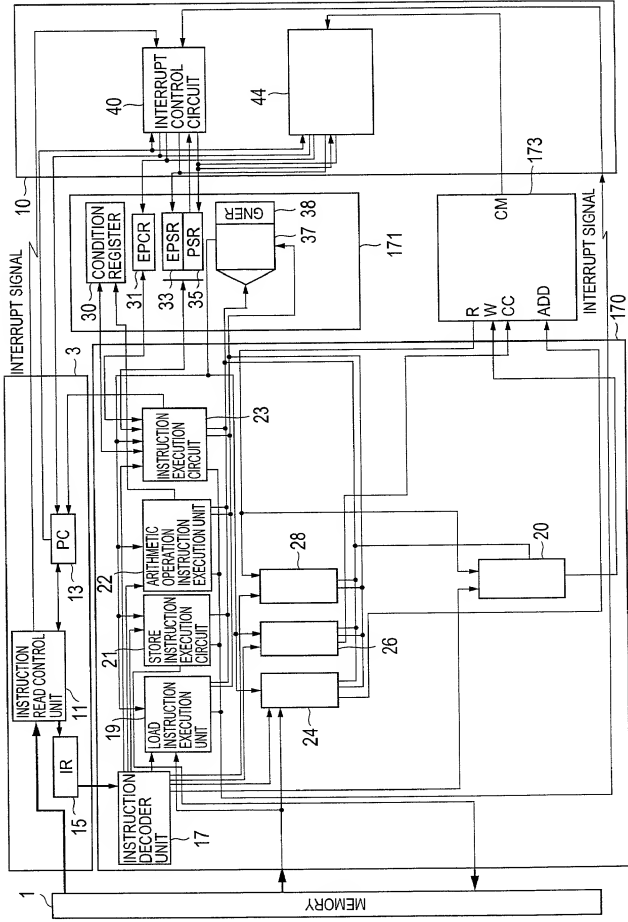 INTERRUPT SIGNAL
10
40
INTERRUPT
CONTROL
CIRCUIT
44
30
CONDITION
REGISTER
31
EPCR
33
EPSR
PSR
35
GNER
38
37
171
173
CM
R
W
CC
ADD
INTERRUPT SIGNAL
170
3
INSTRUCTION
READ CONTROL
UNIT
11
PC
13
IR
15
INSTRUCTION
DECODER
UNIT
17
19
LOAD
INSTRUCTION
EXECUTION
UNIT
21
STORE
INSTRUCTION
EXECUTION
CIRCUIT
22
ARITHMETIC
OPERATION
INSTRUCTION
EXECUTION UNIT
INSTRUCTION
EXECUTION
CIRCUIT
23
24
26
28
20
1
MEMORY